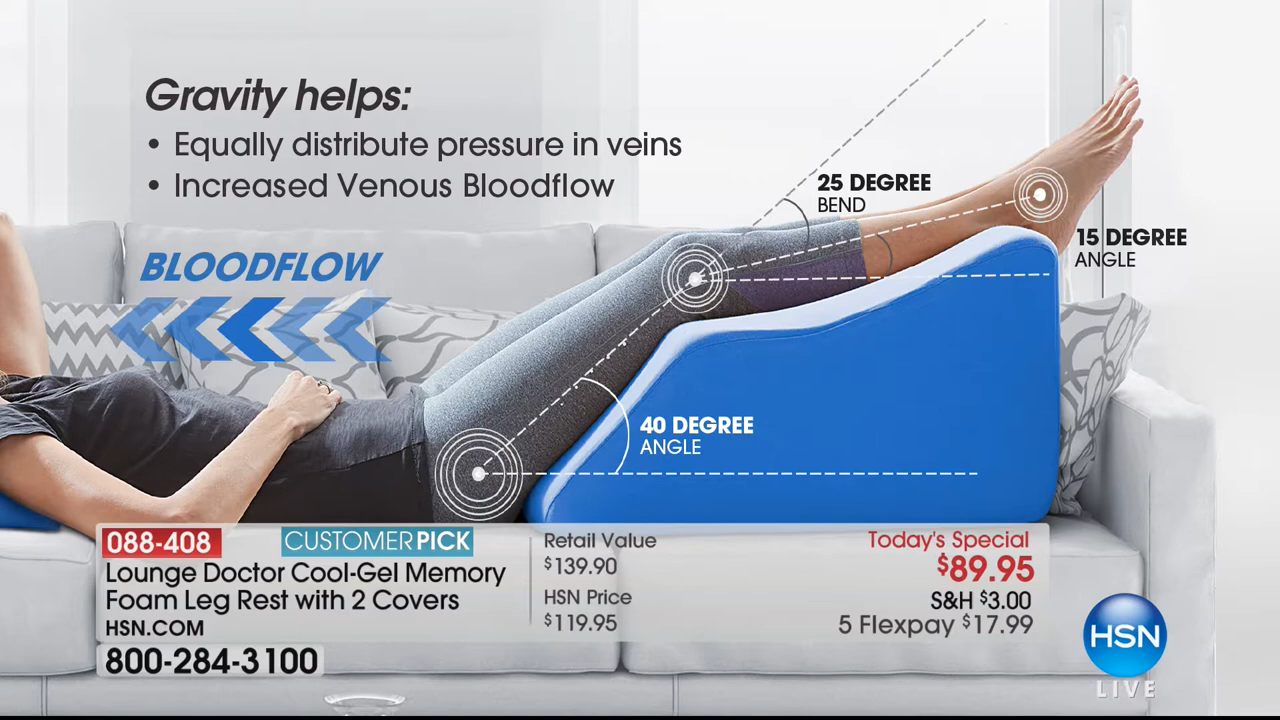 Gravity helps:
• Equally distribute pressure in veins
• Increased Venous Bloodflow
25 DEGREE
BEND
15 DEGREE
ANGLE
BLOODFLOW
40 DEGREE
ANGLE
088-408
CUSTOMER PICK
Lounge Doctor Cool-Gel Memory
Foam Leg Rest with 2 Covers
HSN.COM
800-284-3100
Retail Value
$139.90
HSN Price
$119.95
Today's Special
$89.95
S&H $3.00
5 Flexpay $17.99
HSN
LIVE